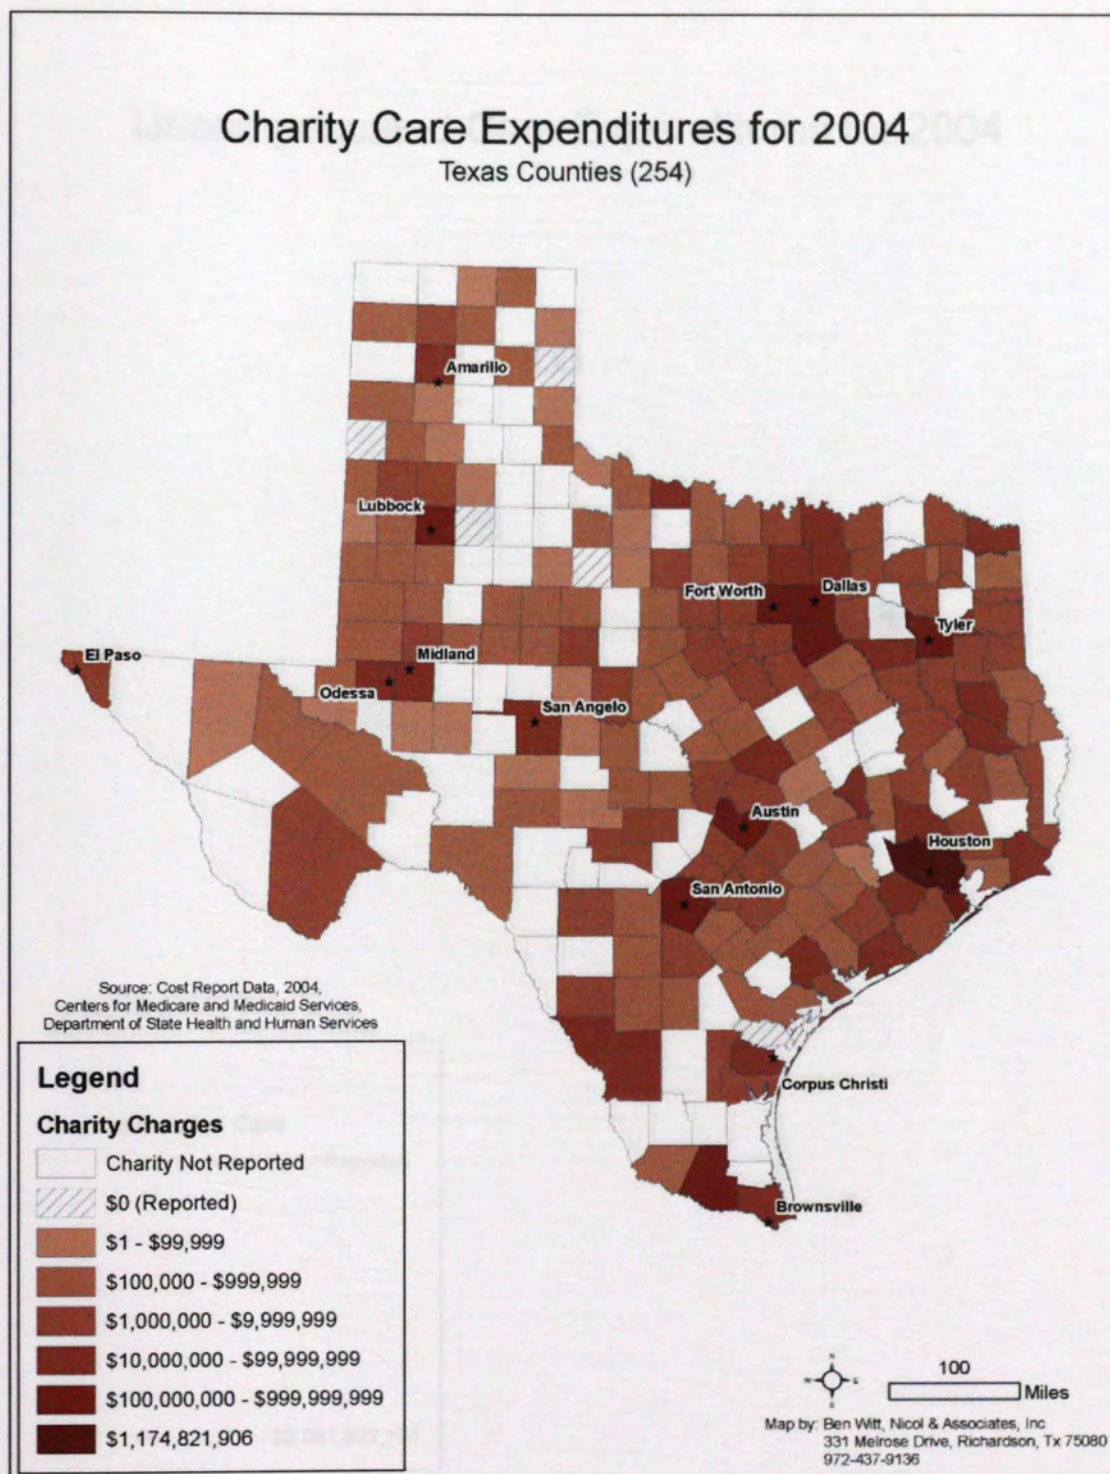 Charity Care Expenditures for 2004
Texas Counties (254)
Amarillo
Lubbock
Fort Worth
Dallas
Tyler
El Paso
Midland
Odessa
San Angelo
Austin
Houston
San Antonio
Source: Cost Report Data, 2004,
Centers for Medicare and Medicaid Services,
Department of State Health and Human Services
Corpus Christi
Brownsville
Legend
Charity Charges
Charity Not Reported
$0 (Reported)
$1 - $99,999
$100,000 - $999,999
$1,000,000 - $9,999,999
$10,000,000 - $99,999,999
$100,000,000 - $999,999,999
$1,174,821,906
N
W E
S
100
Miles
Map by: Ben Witt, Nicol & Associates, Inc
331 Melrose Drive, Richardson, Tx 75080
972-437-9136